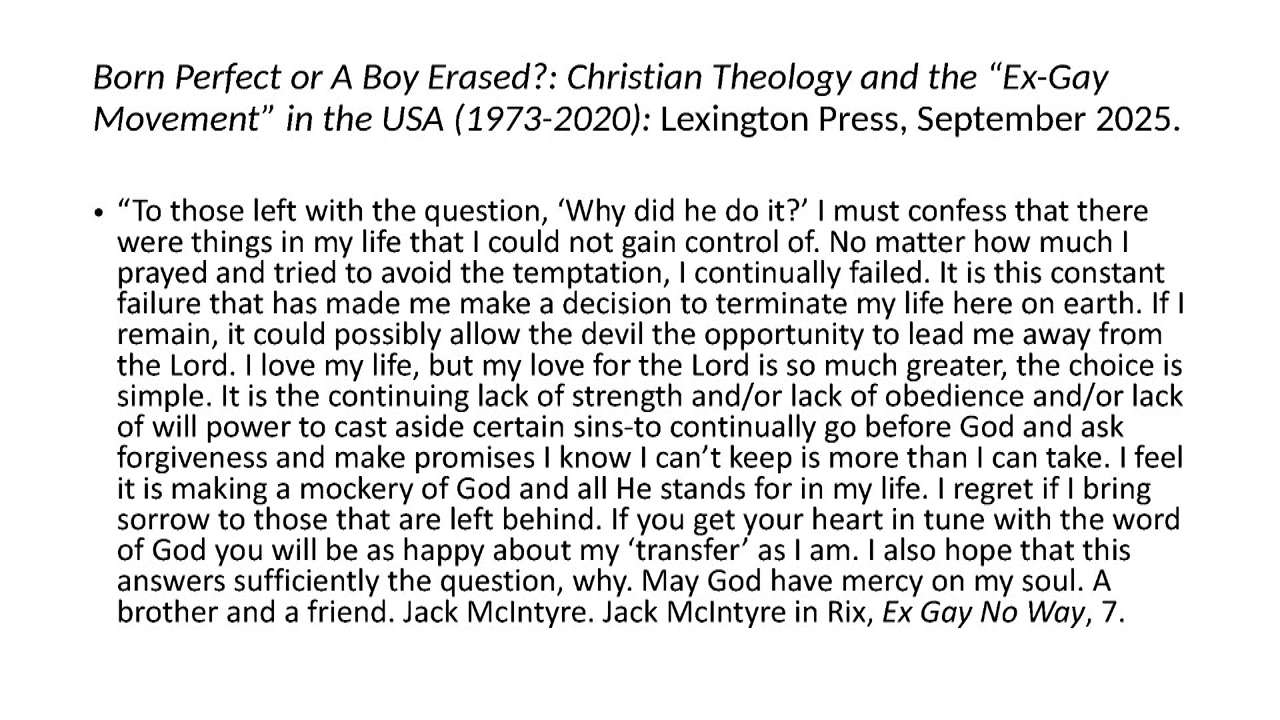 Born Perfect or A Boy Erased?: Christian Theology and the “Ex-Gay
Movement” in the USA (1973-2020): Lexington Press, September 2025.
• “To those left with the question, ‘Why did he do it?’ I must confess that there
were things in my life that I could not gain control of. No matter how much I
prayed and tried to avoid the temptation, I continually failed. It is this constant
failure that has made me make a decision to terminate my life here on earth. If I
remain, it could possibly allow the devil the opportunity to lead me away from
the Lord. I love my life, but my love for the Lord is so much greater, the choice is
simple. It is the continuing lack of strength and/or lack of obedience and/or lack
of will power to cast aside certain sins-to continually go before God and ask
forgiveness and make promises I know I can’t keep is more than I can take. I feel
it is making a mockery of God and all He stands for in my life. I regret if I bring
sorrow to those that are left behind. If you get your heart in tune with the word
of God you will be as happy about my ‘transfer’ as I am. I also hope that this
answers sufficiently the question, why. May God have mercy on my soul. A
brother and a friend. Jack McIntyre. Jack McIntyre in Rix, Ex Gay No Way, 7.